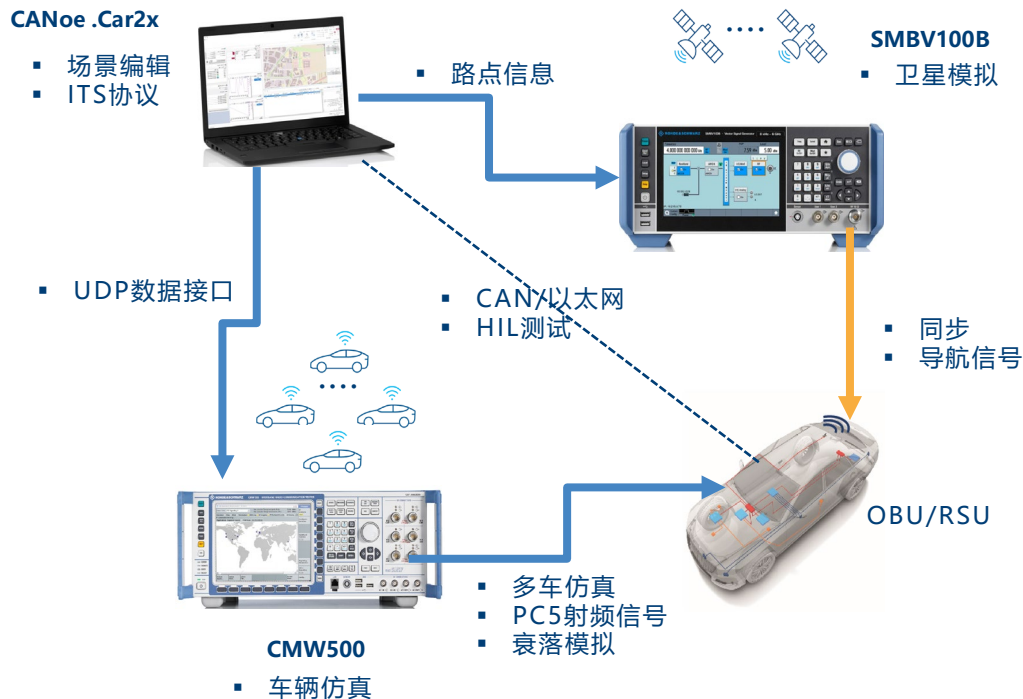 CANoe .Car2x
▪ 场景编辑
▪ ITS协议
▪ 路点信息
SMBV100B
▪ 卫星模拟
▪ UDP数据接口
▪ CAN/以太网
▪ HIL测试
▪ 同步
▪ 导航信号
OBU/RSU
▪ 多车仿真
▪ PC5射频信号
▪ 衰落模拟
CMW500
▪ 车辆仿真